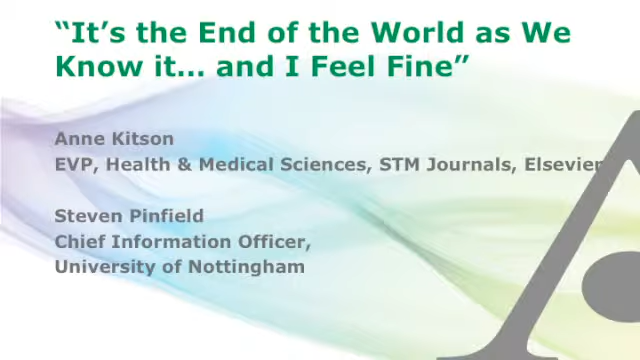 “It’s the End of the World as We
Know it... and I Feel Fine”
Anne Kitson
EVP, Health & Medical Sciences, STM Journals, Elsevier
Steven Pinfield
Chief Information Officer,
University of Nottingham